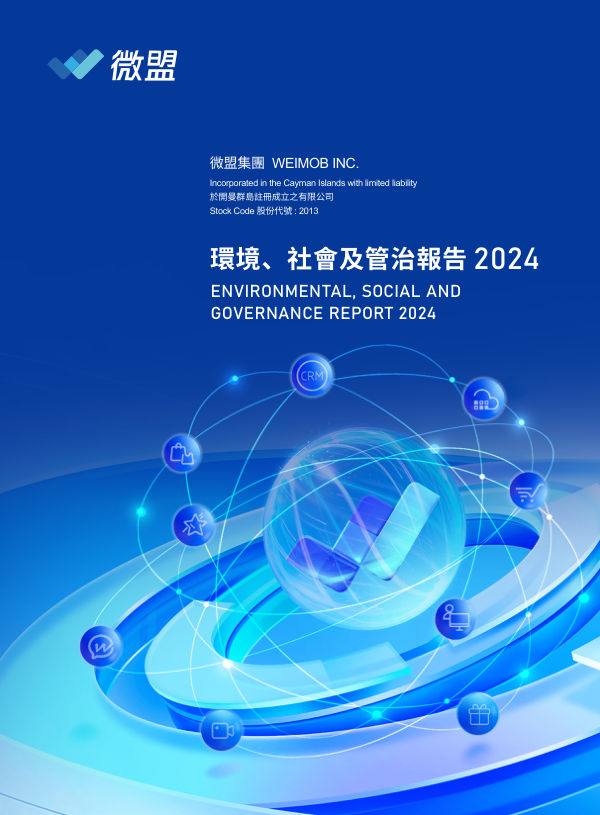 微盟
微盟集團 WEIMOB INC.
Incorporated in the Cayman Islands with limited liability
於開曼群島註冊成立之有限公司
Stock Code 股份代號 : 2013
環境、社會及管治報告 2024
ENVIRONMENTAL, SOCIAL AND
GOVERNANCE REPORT 2024
CRM